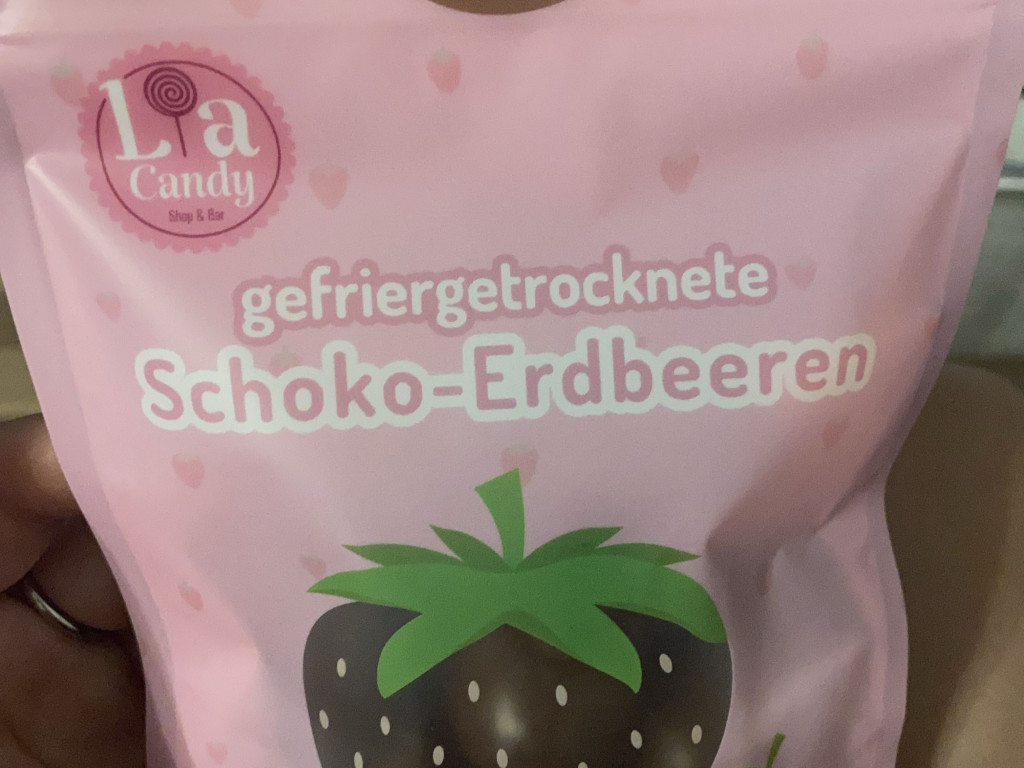 Lia
Candy
Shop & Bar
gefriergetrocknete
Schoko-Erdbeeren